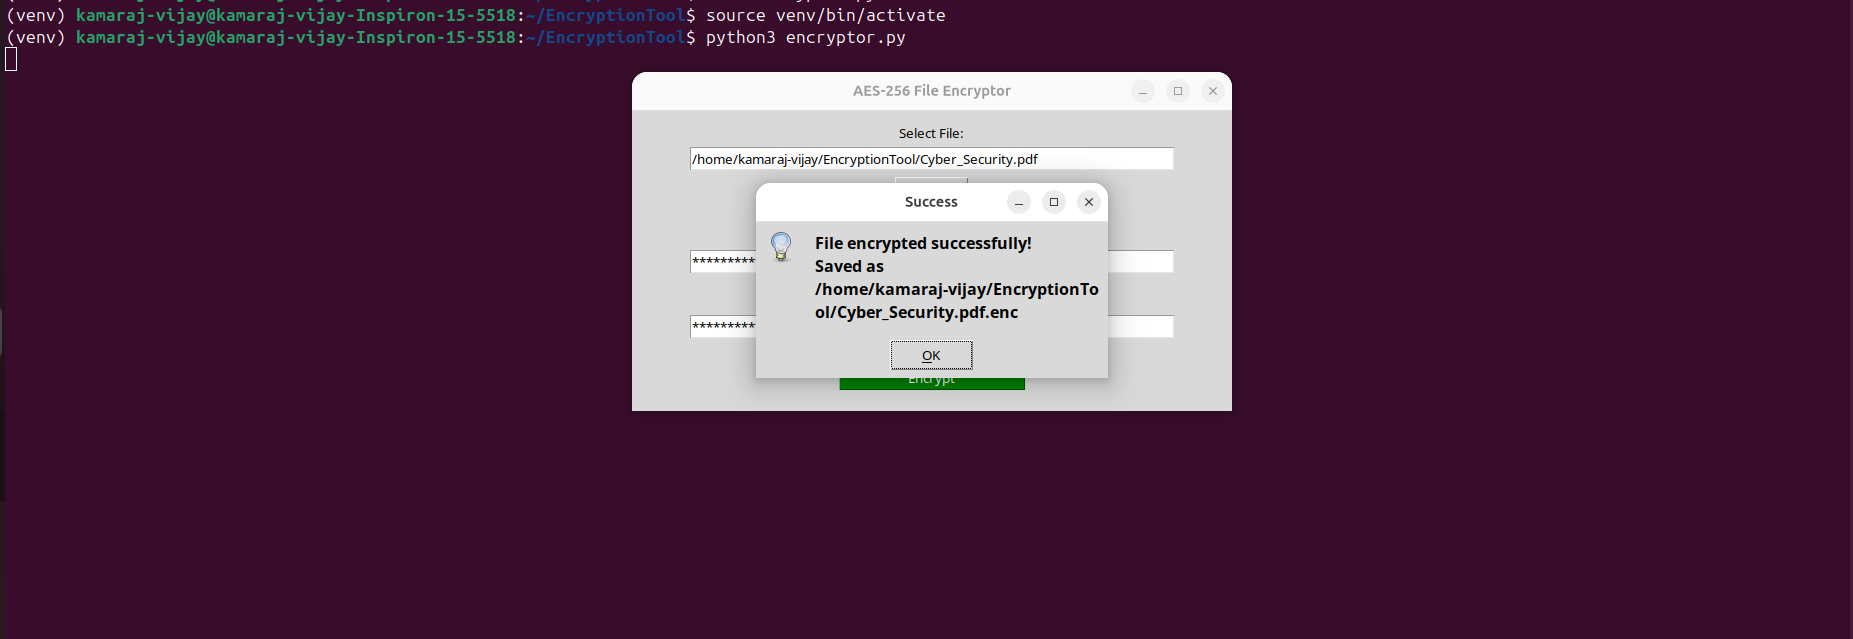 (venv) kamaraj-vijay@kamaraj-vijay-Inspiron-15-5518:~/EncryptionTool$ source venv/bin/activate
(venv) kamaraj-vijay@kamaraj-vijay-Inspiron-15-5518:~/EncryptionTool$ python3 encryptor.py
AES-256 File Encryptor
Select File:
/home/kamaraj-vijay/EncryptionTool/Cyber_Security.pdf
Success
File encrypted successfully!
Saved as
/home/kamaraj-vijay/EncryptionTo
ol/Cyber_Security.pdf.enc
**********
**********
OK
Encrypt